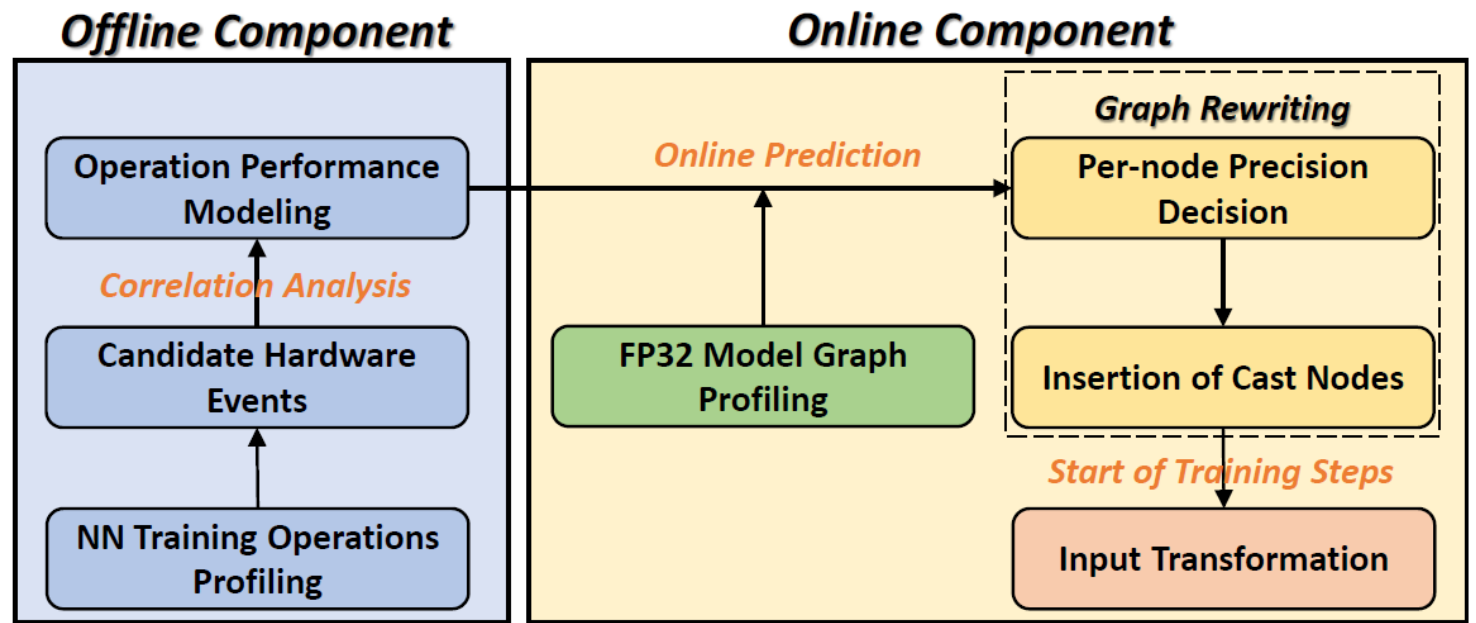 Offline Component
Operation Performance
Modeling
Correlation Analysis
Candidate Hardware
Events
NN Training Operations
Profiling
Online Component
Online Prediction
FP32 Model Graph
Profiling
Graph Rewriting
Per-node Precision
Decision
Insertion of Cast Nodes
Start of Training Steps
Input Transformation